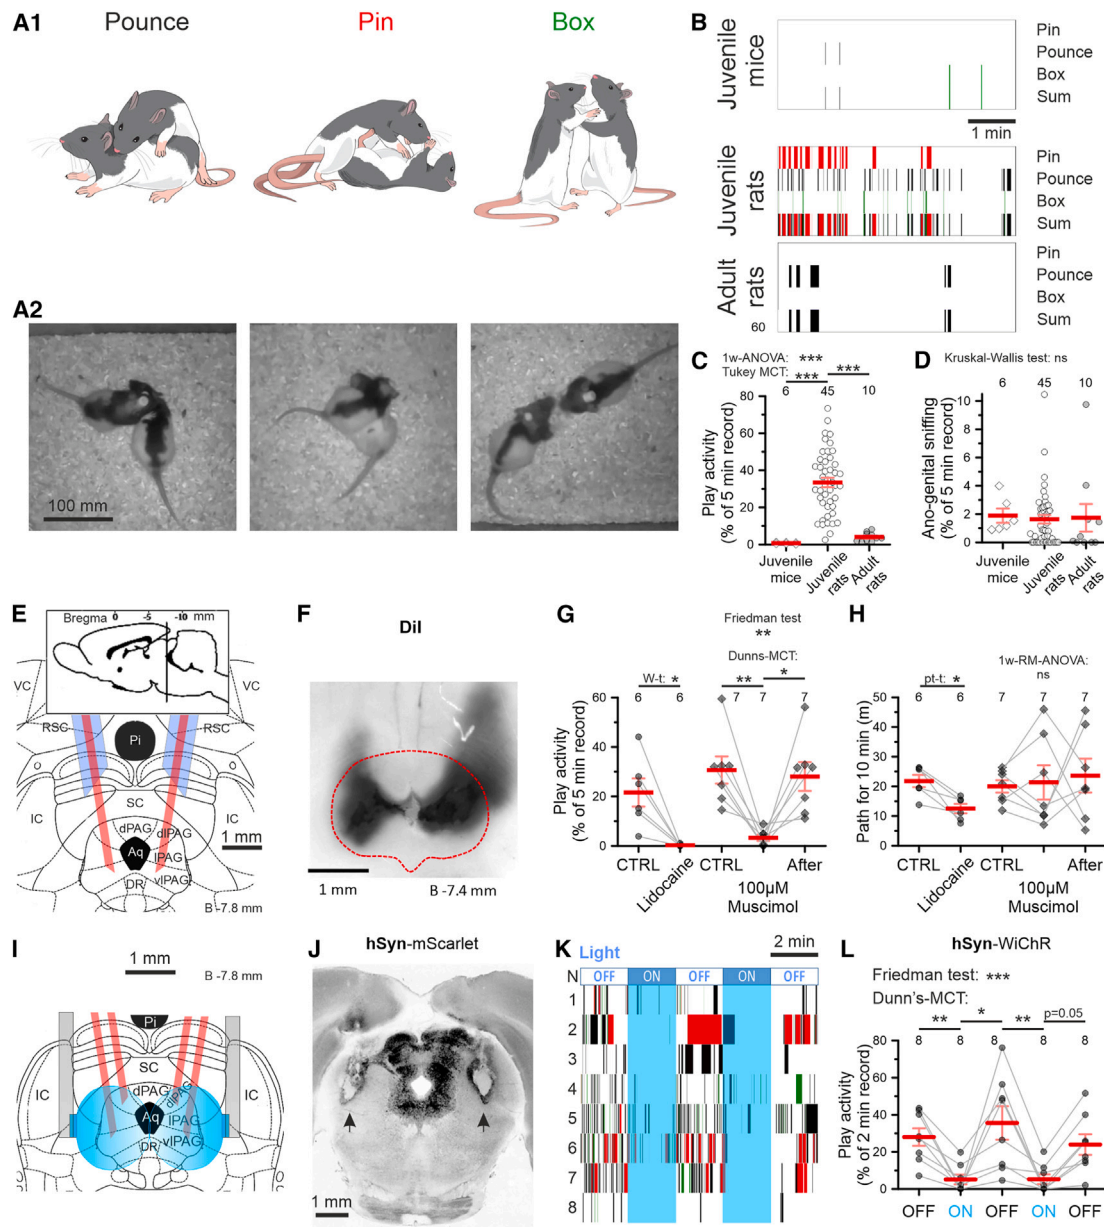 A1
Pounce
Pin
Box
A2
100 mm
B
Juvenile
mice
Pin
Pounce
Box
Sum
1 min
Juvenile
rats
Pin
Pounce
Box
Sum
Adult
rats
60
Pin
Pounce
Box
Sum
C
1w-ANOVA: ***
Tukey MCT: *** ***
6 45 10
Play activity
(% of 5 min record)
80
60
40
20
0
Juvenile
mice
Juvenile
rats
Adult
rats
D
Kruskal-Wallis test: ns
6 45 10
Ano-genital sniffing
(% of 5 min record)
10
8
6
4
2
0
Juvenile
mice
Juvenile
rats
Adult
rats
E
Bregma 0 -5 -10 mm
VC VC
RSC RSC
Pi
SC
IC IC
dPAG
dlPAG
Aq
lPAG
DR
vlPAG
1 mm
B -7.8 mm
F
DiI
1 mm
B -7.4 mm
G
Friedman test
**
Dunns-MCT:
W-t: * ** *
6 6 7 7 7
Play activity
(% of 5 min record)
60
40
20
0
CTRL
Lidocaine
CTRL
After
100µM
Muscimol
H
1w-RM-ANOVA:
ns
pt-t: *
6 6 7 7 7
Path for 10 min (m)
50
40
30
20
10
0
CTRL
Lidocaine
CTRL
After
100µM
Muscimol
I
1 mm
B -7.8 mm
Pi
SC
IC IC
dPAG
dlPAG
Aq
lPAG
DR
vlPAG
J
hSyn-mScarlet
1 mm
K
Light
2 min
N OFF ON OFF ON OFF
1
2
3
4
5
6
7
8
L
hSyn-WiChR
Friedman test: ***
Dunn's-MCT:
** * ** p=0.05
8 8 8 8 8
Play activity
(% of 2 min record)
80
60
40
20
0
OFF ON OFF ON OFF